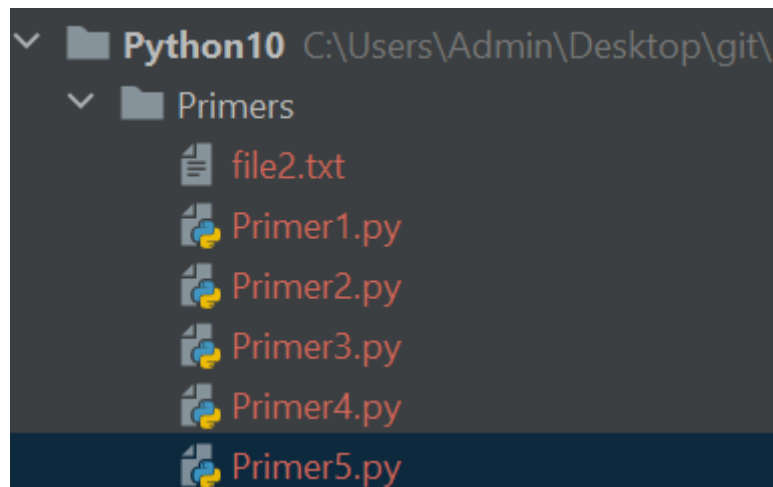 Python10 C:\Users\Admin\Desktop\git\
Primers
file2.txt
Primer1.py
Primer2.py
Primer3.py
Primer4.py
Primer5.py